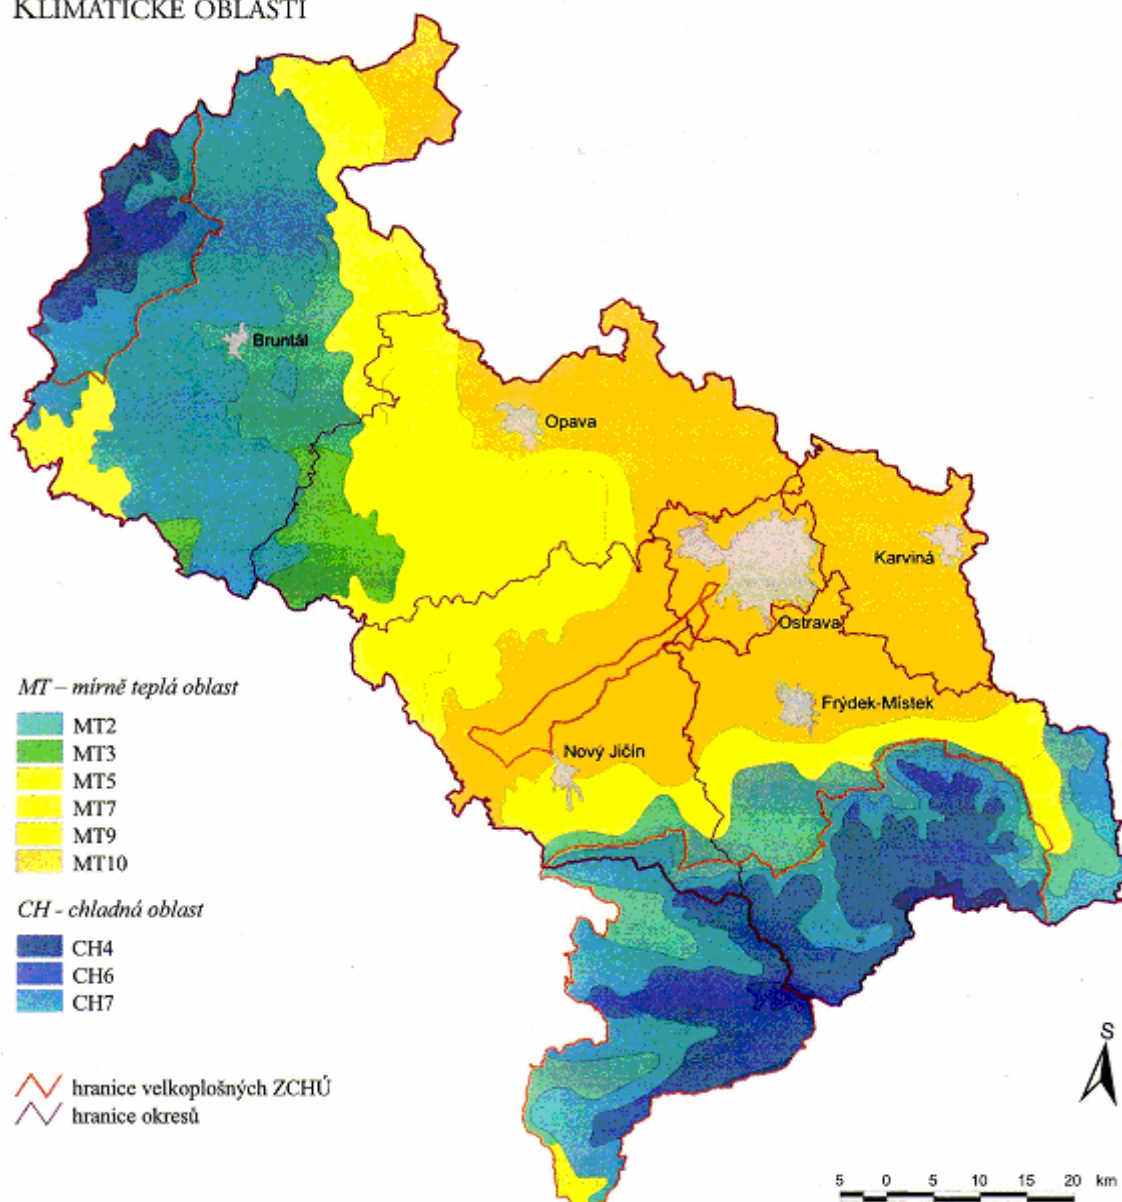 KLIMATICKÉ OBLASTI
Bruntál
Opava
Karviná
Ostrava
Frýdek-Místek
Nový Jičín
MT – mírně teplá oblast
MT2
MT3
MT5
MT7
MT9
MT10
CH - chladná oblast
CH4
CH6
CH7
hranice velkoplošných ZCHÚ
hranice okresů
S
5 0 5 10 15 20 km